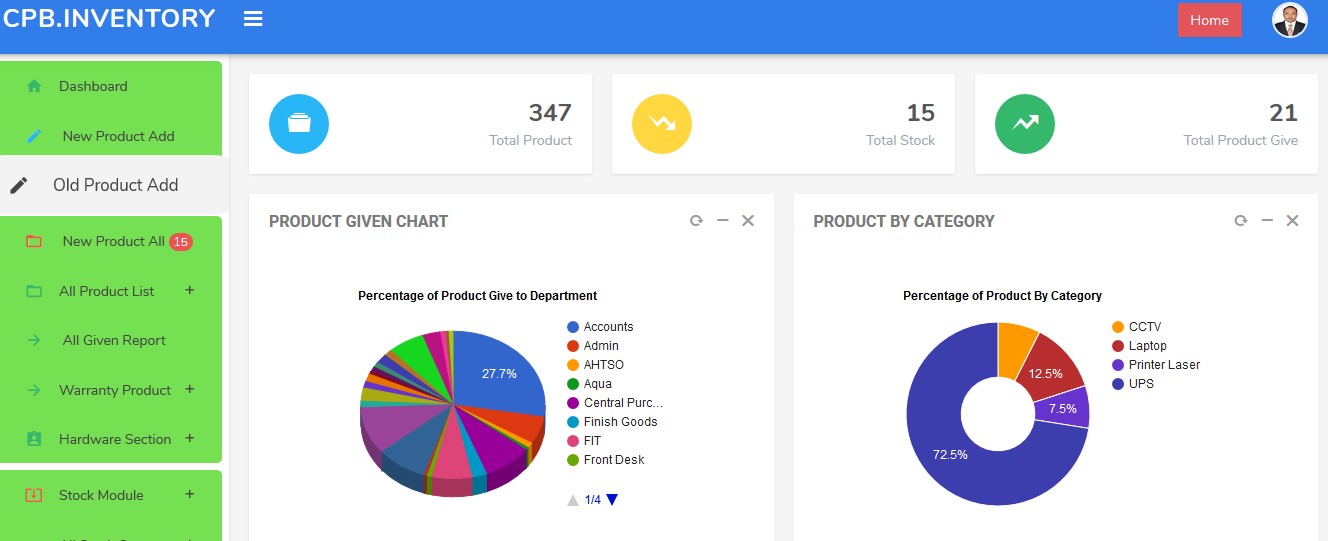 CPB.INVENTORY
Home
Dashboard
New Product Add
Old Product Add
New Product All 15
All Product List +
All Given Report
Warranty Product +
Hardware Section +
Stock Module +
347
Total Product
15
Total Stock
21
Total Product Give
PRODUCT GIVEN CHART
Percentage of Product Give to Department
27.7%
Accounts
Admin
AHTSO
Aqua
Central Purc...
Finish Goods
FIT
Front Desk
1/4
PRODUCT BY CATEGORY
Percentage of Product By Category
12.5%
7.5%
72.5%
CCTV
Laptop
Printer Laser
UPS